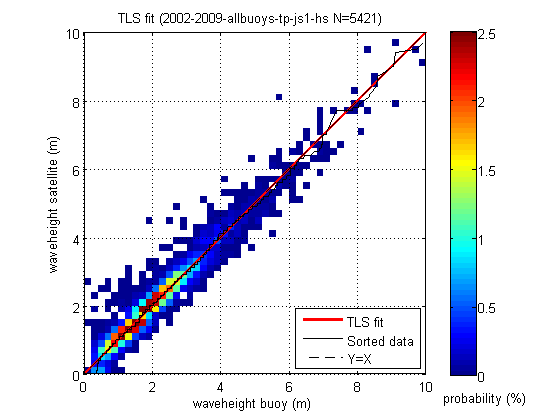 TLS fit (2002-2009-allbuoys-tp-js1-hs N=5421)
waveheight satellite (m)
10
8
6
4
2
0
0 2 4 6 8 10
waveheight buoy (m)
TLS fit
Sorted data
Y=X
2.5
2
1.5
1
0.5
0
probability (%)